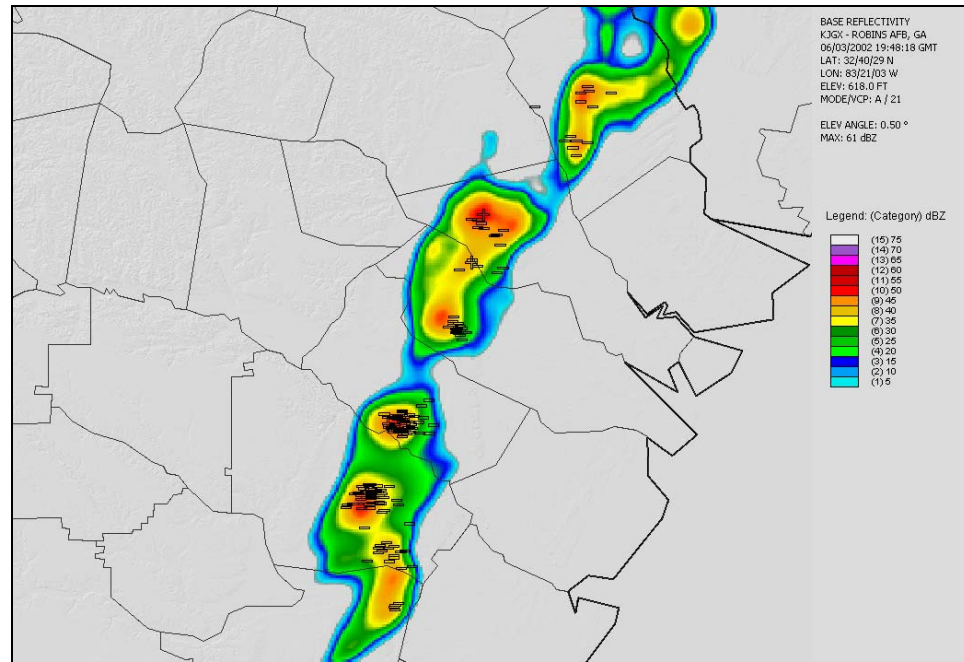 BASE REFLECTIVITY
KJGX - ROBINS AFB, GA
06/03/2002 19:48:18 GMT
LAT: 32/40/29 N
LON: 83/21/03 W
ELEV: 618.0 FT
MODE/VCP: A / 21
ELEV ANGLE: 0.50 °
MAX: 61 dBZ
Legend: (Category) dBZ
(15) 75
(14) 70
(13) 65
(12) 60
(11) 55
(10) 50
(9) 45
(8) 40
(7) 35
(6) 30
(5) 25
(4) 20
(3) 15
(2) 10
(1) 5